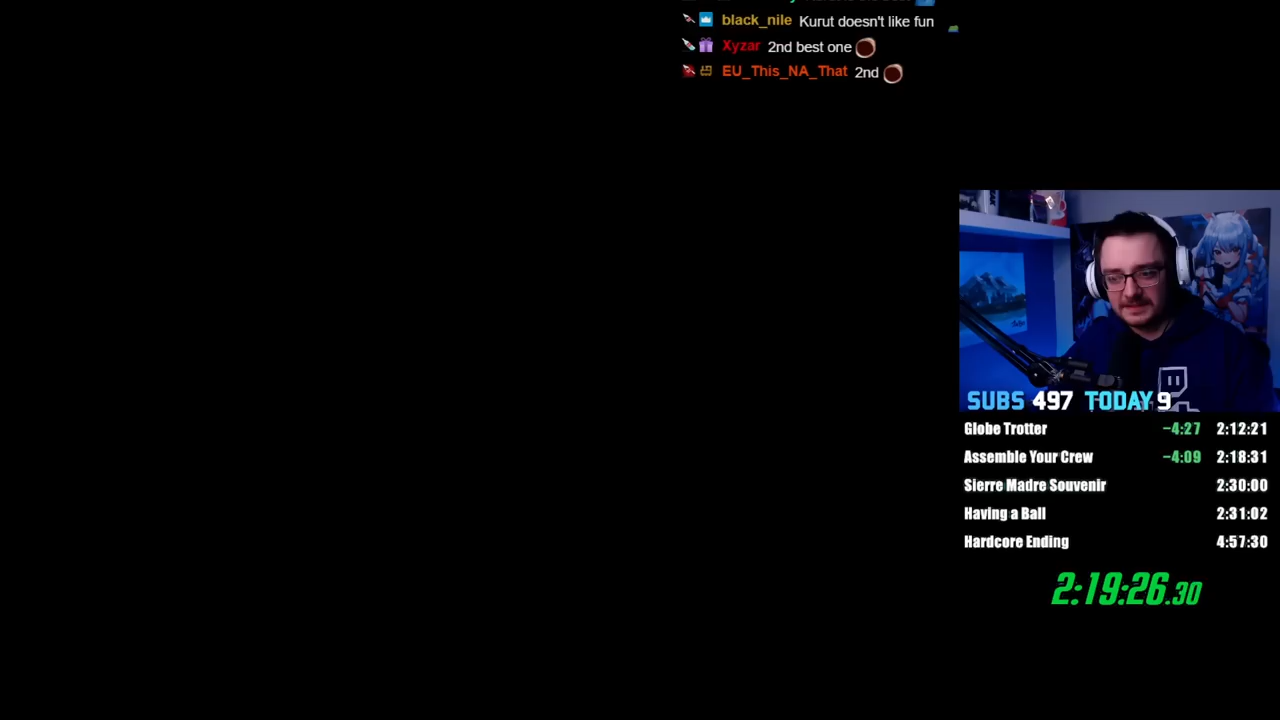 black_nile Kurut doesn't like fun
Xyzar 2nd best one
EU_This_NA_That 2nd
SUBS 497 TODAY 9
Globe Trotter -4:27 2:12:21
Assemble Your Crew -4:09 2:18:31
Sierre Madre Souvenir 2:30:00
Having a Ball 2:31:02
Hardcore Ending 4:57:30
2:19:26.30